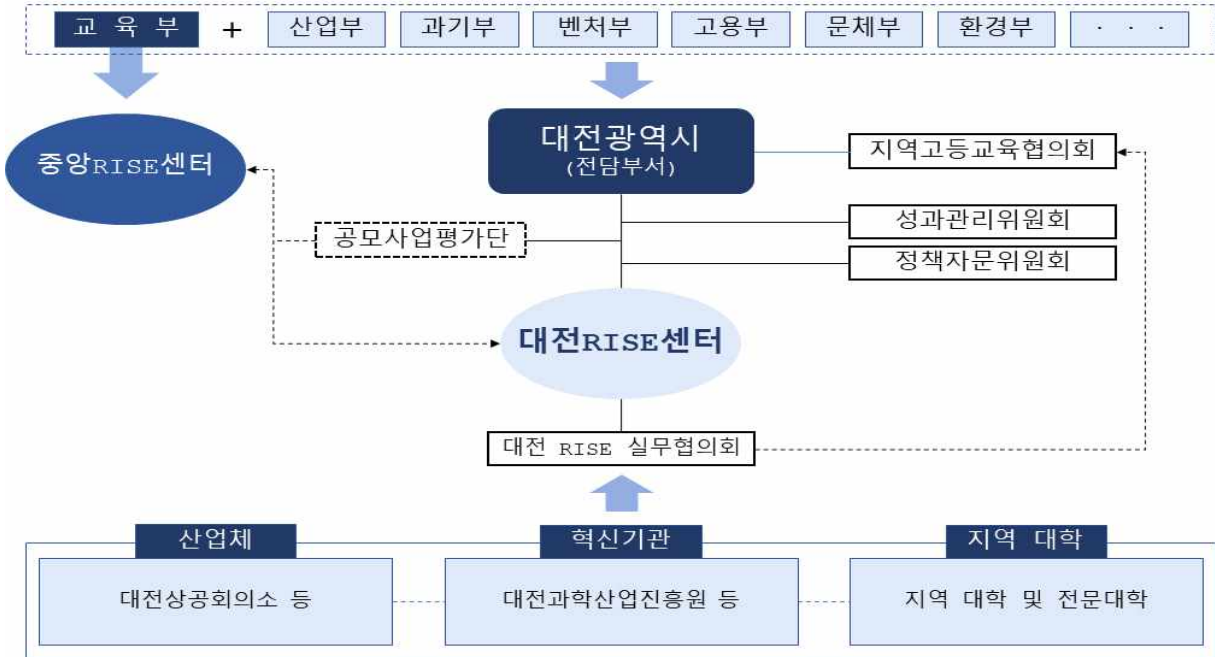 교 육 부 + 산업부 과기부 벤처부 고용부 문체부 환경부 · · ·
대전광역시
(전담부서)
중앙RISE센터
지역고등교육협의회
성과관리위원회
공모사업평가단
정책자문위원회
대전RISE센터
대전 RISE 실무협의회
산업체 혁신기관 지역 대학
대전상공회의소 등 대전과학산업진흥원 등 지역 대학 및 전문대학